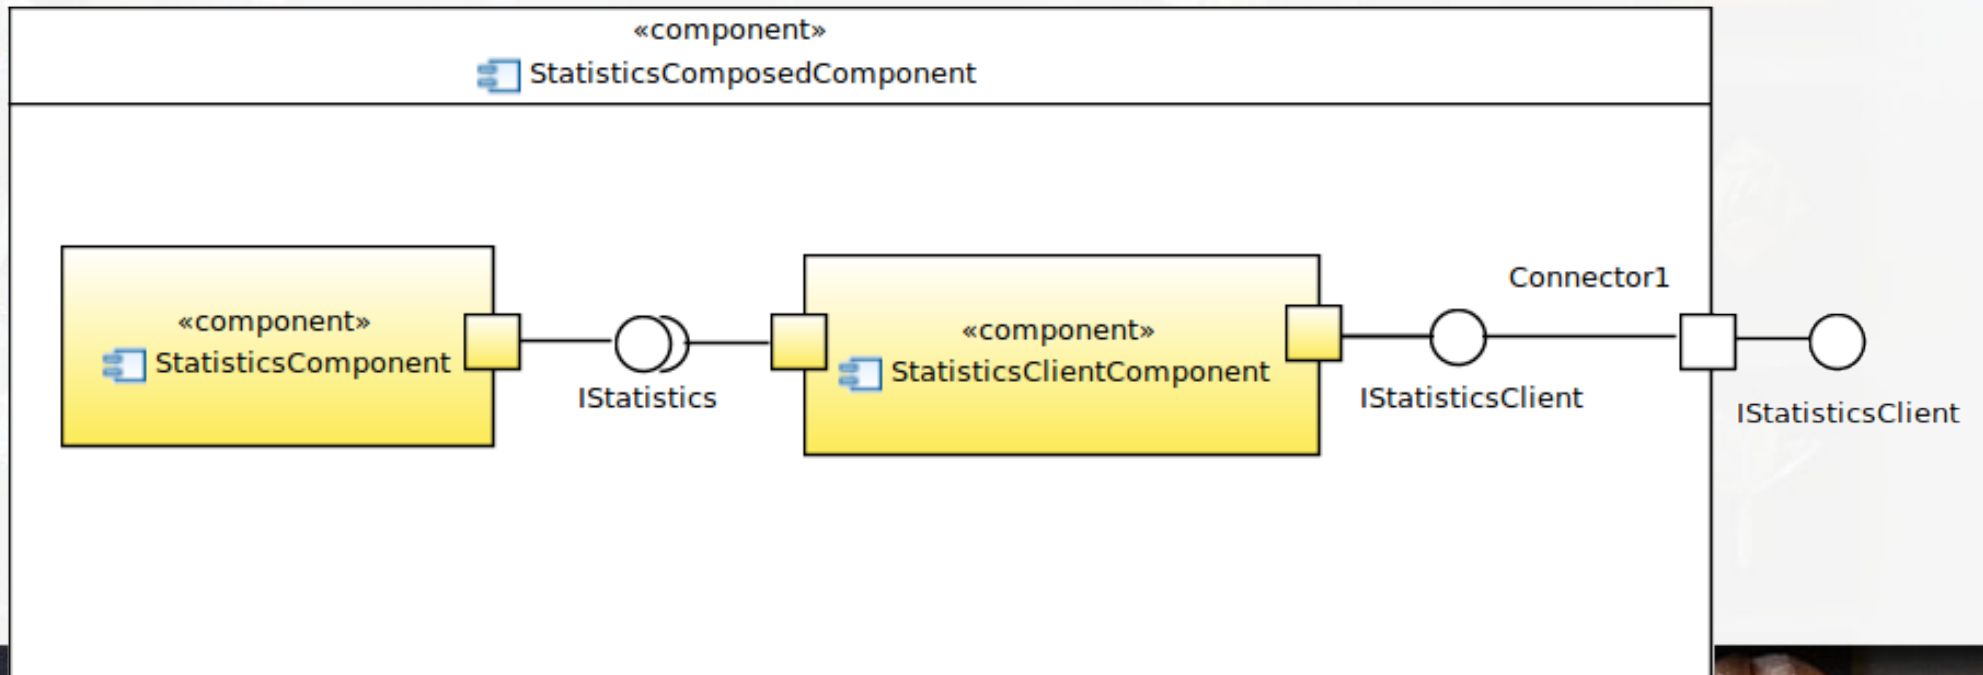 «component»
StatisticsComposedComponent
Connector1
«component»
StatisticsComponent
IStatistics
«component»
StatisticsClientComponent
IStatisticsClient
IStatisticsClient